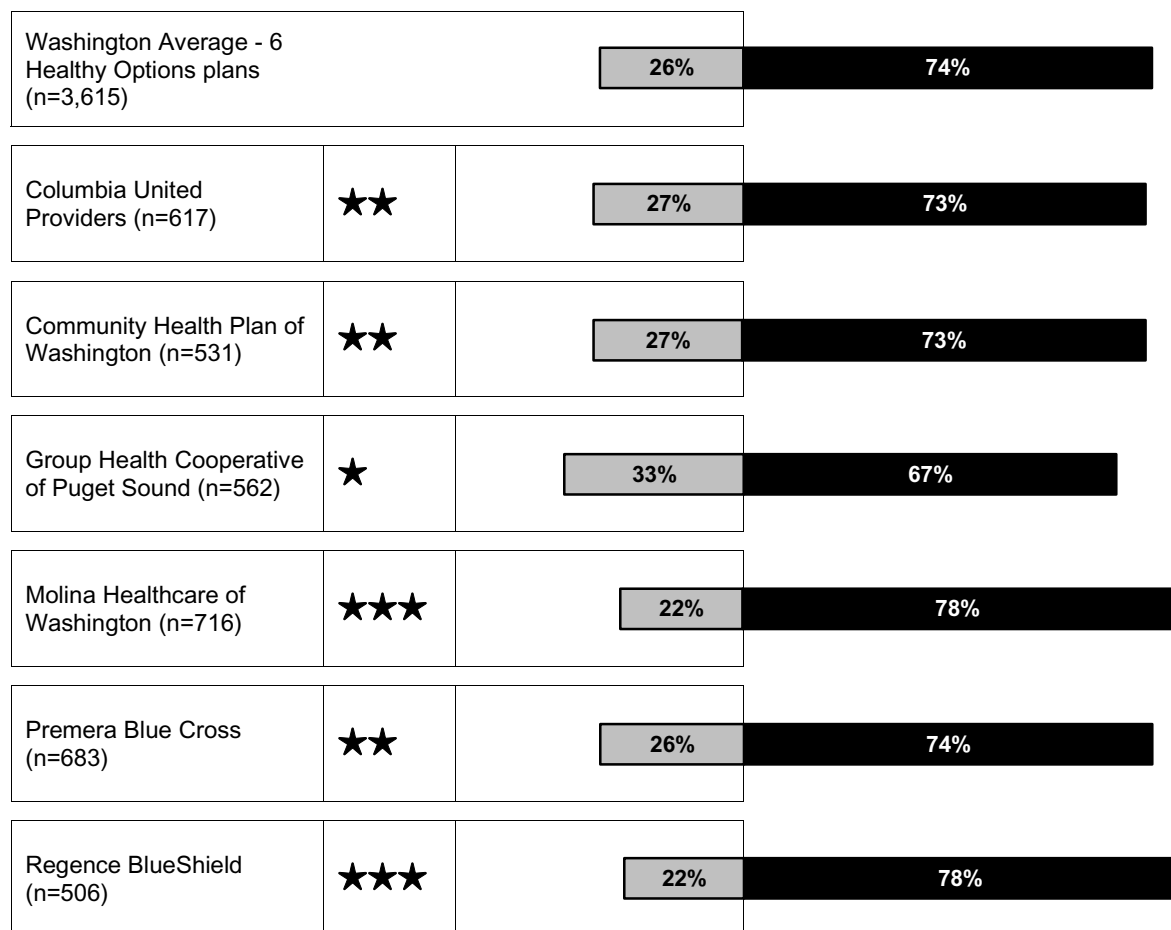 Washington Average - 6
Healthy Options plans
(n=3,615)
26%
74%
Columbia United
Providers (n=617)
★★
27%
73%
Community Health Plan of
Washington (n=531)
★★
27%
73%
Group Health Cooperative
of Puget Sound (n=562)
★
33%
67%
Molina Healthcare of
Washington (n=716)
★★★
22%
78%
Premera Blue Cross
(n=683)
★★
26%
74%
Regence BlueShield
(n=506)
★★★
22%
78%